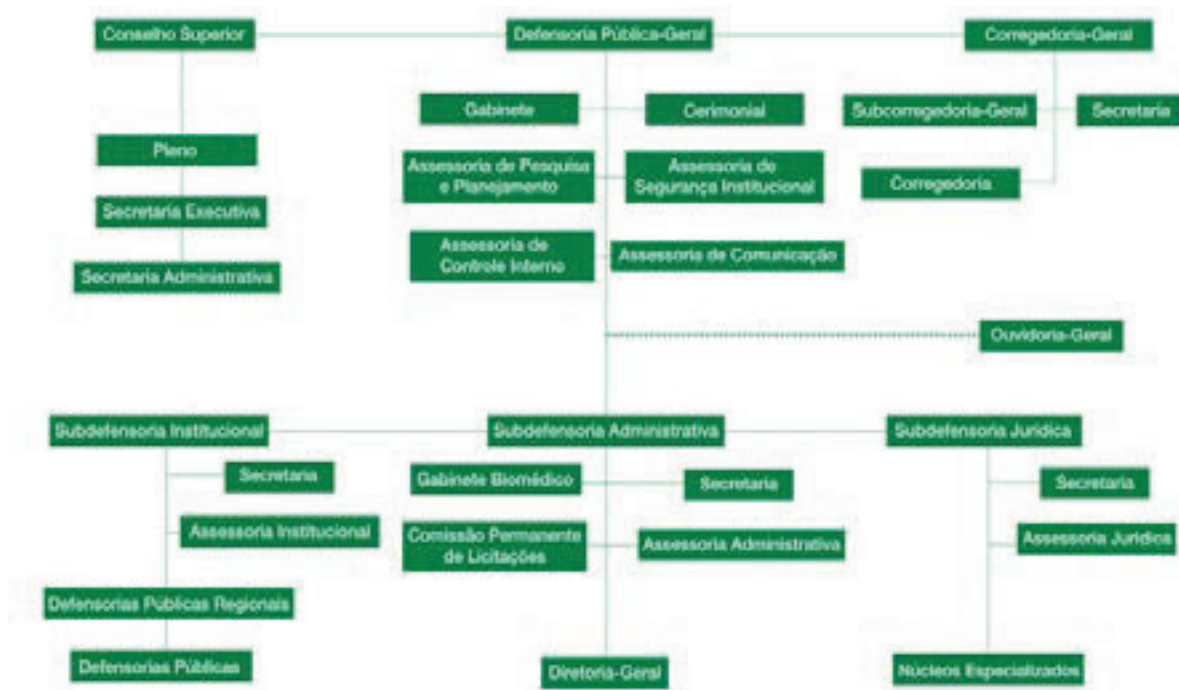 Conselho Superior
Defensoria Pública-Geral
Corregedoria-Geral
Gabinete
Cerimonial
Subcorregedoria-Geral
Secretaria
Pleno
Assessoria de Pesquisa
e Planejamento
Assessoria de
Segurança Institucional
Corregedoria
Secretaria Executiva
Assessoria de
Controle Interno
Assessoria de Comunicação
Secretaria Administrativa
Ouvidoria-Geral
Subdefensoria Institucional
Subdefensoria Administrativa
Subdefensoria Jurídica
Secretaria
Gabinete Biomédico
Secretaria
Secretaria
Assessoria Institucional
Comissão Permanente
de Licitações
Assessoria Administrativa
Assessoria Jurídica
Defensorias Públicas Regionais
Defensorias Públicas
Diretoria-Geral
Núcleos Especializados